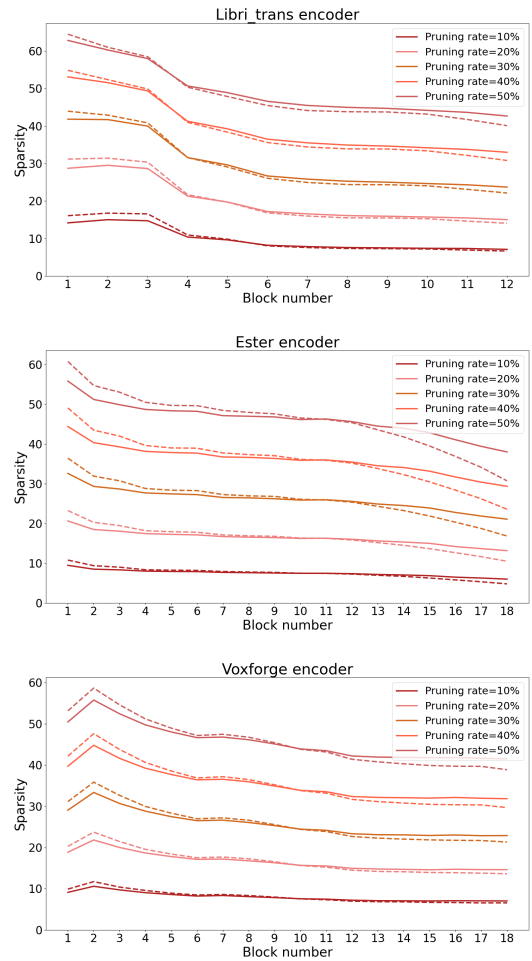 Libri_trans encoder
Sparsity
60
50
40
30
20
10
0
Pruning rate=10%
Pruning rate=20%
Pruning rate=30%
Pruning rate=40%
Pruning rate=50%
1 2 3 4 5 6 7 8 9 10 11 12
Block number
Ester encoder
Sparsity
60
50
40
30
20
10
0
Pruning rate=10%
Pruning rate=20%
Pruning rate=30%
Pruning rate=40%
Pruning rate=50%
1 2 3 4 5 6 7 8 9 10 11 12 13 14 15 16 17 18
Block number
Voxforge encoder
Sparsity
60
50
40
30
20
10
0
Pruning rate=10%
Pruning rate=20%
Pruning rate=30%
Pruning rate=40%
Pruning rate=50%
1 2 3 4 5 6 7 8 9 10 11 12 13 14 15 16 17 18
Block number